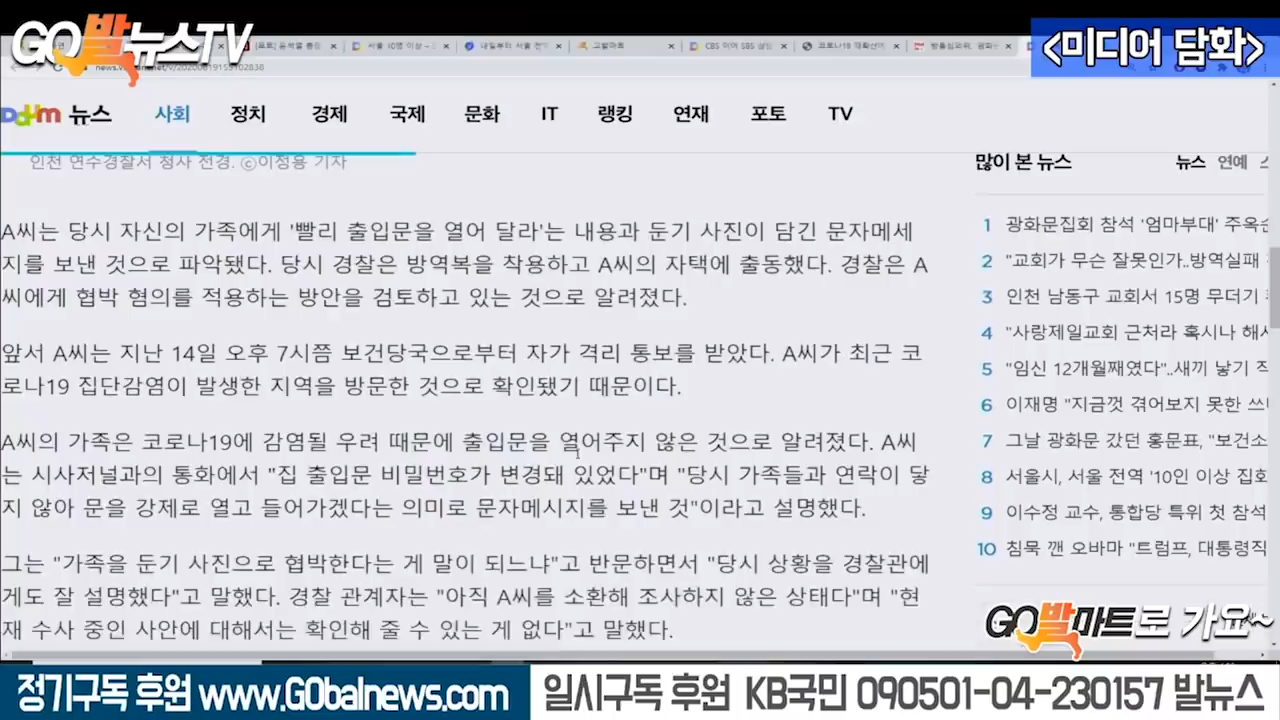 GO발뉴스TV
<미디어 담화>
서울 10명 이상
내일부터 서울 전
고발마트
CBS 이어 SBS
코로나19 재확산
Daum 뉴스 사회 정치 경제 국제 문화 IT 랭킹 연재 포토 TV
인천 연수경찰서 청사 전경. ©이정용 기자
많이 본 뉴스 뉴스 연예
A씨는 당시 자신의 가족에게 '빨리 출입문을 열어 달라'는 내용과 둔기 사진이 담긴 문자메세
지를 보낸 것으로 파악됐다. 당시 경찰은 방역복을 착용하고 A씨의 자택에 출동했다. 경찰은 A
씨에게 협박 혐의를 적용하는 방안을 검토하고 있는 것으로 알려졌다.
앞서 A씨는 지난 14일 오후 7시쯤 보건당국으로부터 자가 격리 통보를 받았다. A씨가 최근 코
로나19 집단감염이 발생한 지역을 방문한 것으로 확인됐기 때문이다.
A씨의 가족은 코로나19에 감염될 우려 때문에 출입문을 열어주지 않은 것으로 알려졌다. A씨
는 시사저널과의 통화에서 "집 출입문 비밀번호가 변경돼 있었다"며 "당시 가족들과 연락이 닿
지 않아 문을 강제로 열고 들어가겠다는 의미로 문자메시지를 보낸 것"이라고 설명했다.
그는 "가족을 둔기 사진으로 협박한다는 게 말이 되느냐"고 반문하면서 "당시 상황을 경찰관에
게도 잘 설명했다"고 말했다. 경찰 관계자는 "아직 A씨를 소환해 조사하지 않은 상태다"며 "현
재 수사 중인 사안에 대해서는 확인해 줄 수 있는 게 없다"고 말했다.
1 광화문집회 참석 '엄마부대' 주옥순
2 "교회가 무슨 잘못인가..방역실패
3 인천 남동구 교회서 15명 무더기
4 "사랑제일교회 근처라 혹시나 해서
5 "임신 12개월째였다"..새끼 낳기
6 이재명 "지금껏 겪어보지 못한
7 그날 광화문 갔던 홍문표, "보건소
8 서울시, 서울 전역 '10인 이상 집회
9 이수정 교수, 통합당 특위 첫 참석
10 침묵 깬 오바마 "트럼프, 대통령직
GO발마트로 가요~
정기구독 후원 www.GObalnews.com 일시구독 후원 KB국민 090501-04-230157 발뉴스